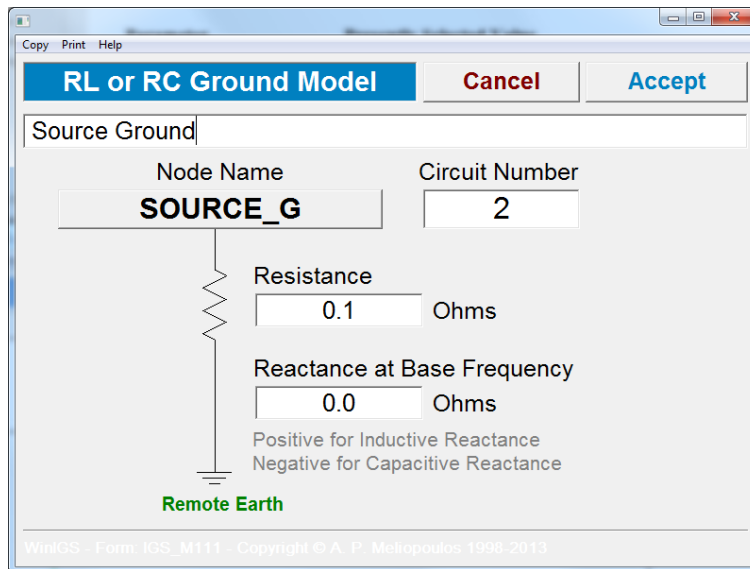 Copy Print Help
RL or RC Ground Model Cancel Accept
Source Ground
Node Name Circuit Number
SOURCE_G 2
Resistance
0.1 Ohms
Reactance at Base Frequency
0.0 Ohms
Positive for Inductive Reactance
Negative for Capacitive Reactance
Remote Earth
WinIGS - Form: IGS_M111 - Copyright © A. P. Meliopoulos 1998-2013